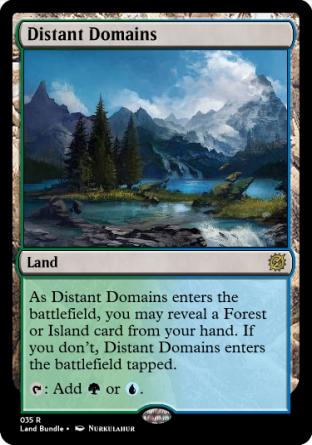 Distant Domains
Land
As Distant Domains enters the
battlefield, you may reveal a Forest
or Island card from your hand. If
you don't, Distant Domains enters
the battlefield tapped.
: Add or .
035 R
Land Bundle • Nurkulahur